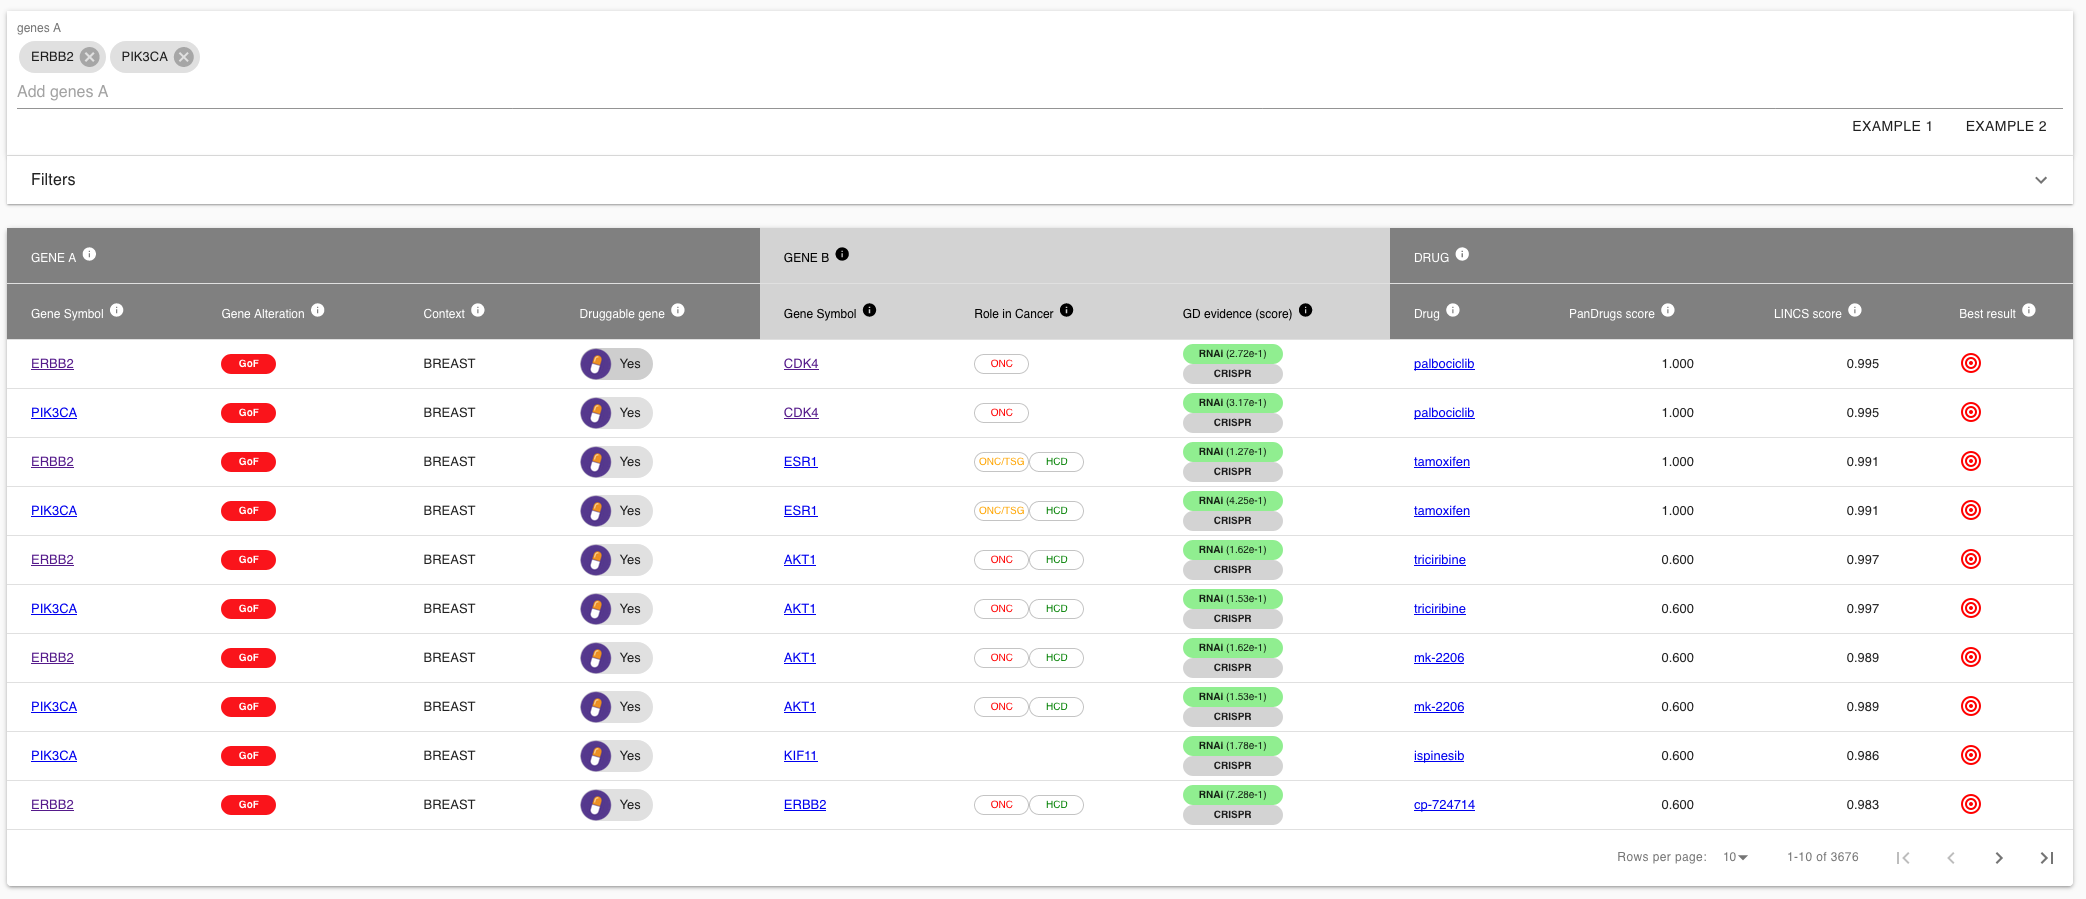 genes A
ERBB2 PIK3CA
Add genes A
EXAMPLE 1 EXAMPLE 2
Filters
GENE A GENE B DRUG
Gene Symbol Gene Alteration Context Druggable gene Gene Symbol Role in Cancer GD evidence (score) Drug PanDrugs score LINCS score Best result
ERBB2 GoF BREAST Yes CDK4 ONC RNAi (2.72e-1) CRISPR palbociclib 1.000 0.995
PIK3CA GoF BREAST Yes CDK4 ONC RNAi (3.17e-1) CRISPR palbociclib 1.000 0.995
ERBB2 GoF BREAST Yes ESR1 ONC/TSG HCD RNAi (1.27e-1) CRISPR tamoxifen 1.000 0.991
PIK3CA GoF BREAST Yes ESR1 ONC/TSG HCD RNAi (4.25e-1) CRISPR tamoxifen 1.000 0.991
ERBB2 GoF BREAST Yes AKT1 ONC HCD RNAi (1.62e-1) CRISPR triciribine 0.600 0.997
PIK3CA GoF BREAST Yes AKT1 ONC HCD RNAi (1.53e-1) CRISPR triciribine 0.600 0.997
ERBB2 GoF BREAST Yes AKT1 ONC HCD RNAi (1.62e-1) CRISPR mk-2206 0.600 0.989
PIK3CA GoF BREAST Yes AKT1 ONC HCD RNAi (1.53e-1) CRISPR mk-2206 0.600 0.989
PIK3CA GoF BREAST Yes KIF11 RNAi (1.78e-1) CRISPR ispinesib 0.600 0.986
ERBB2 GoF BREAST Yes ERBB2 ONC HCD RNAi (7.28e-1) CRISPR cp-724714 0.600 0.983
Rows per page: 10 1-10 of 3676